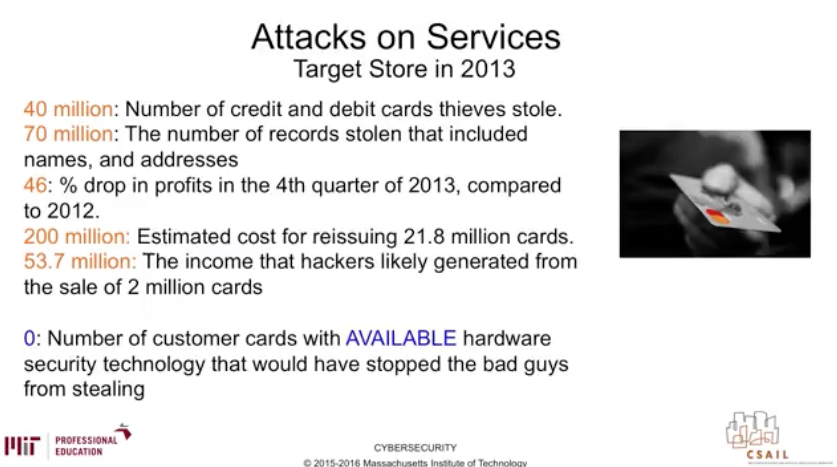 Attacks on Services
Target Store in 2013
40 million: Number of credit and debit cards thieves stole.
70 million: The number of records stolen that included
names, and addresses
46: % drop in profits in the 4th quarter of 2013, compared
to 2012.
200 million: Estimated cost for reissuing 21.8 million cards.
53.7 million: The income that hackers likely generated from
the sale of 2 million cards
0: Number of customer cards with AVAILABLE hardware
security technology that would have stopped the bad guys
from stealing
MIT PROFESSIONAL
EDUCATION
CYBERSECURITY
© 2015-2016 Massachusetts Institute of Technology
CSAIL